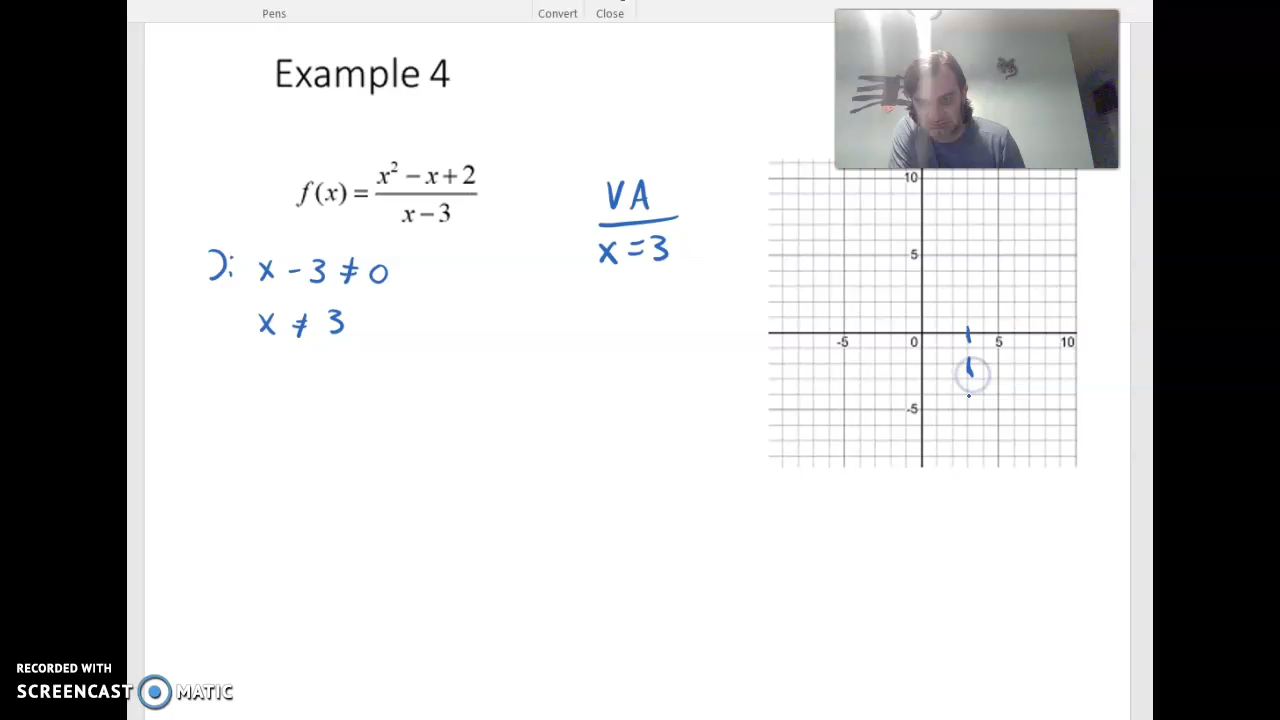 Pens
Convert
Close
Example 4
f(x) = x² − x + 2 / x − 3
VA
x = 3
D: x − 3 ≠ 0
x ≠ 3
10
5
-5 0 5 10
-5
RECORDED WITH
SCREENCAST MATIC